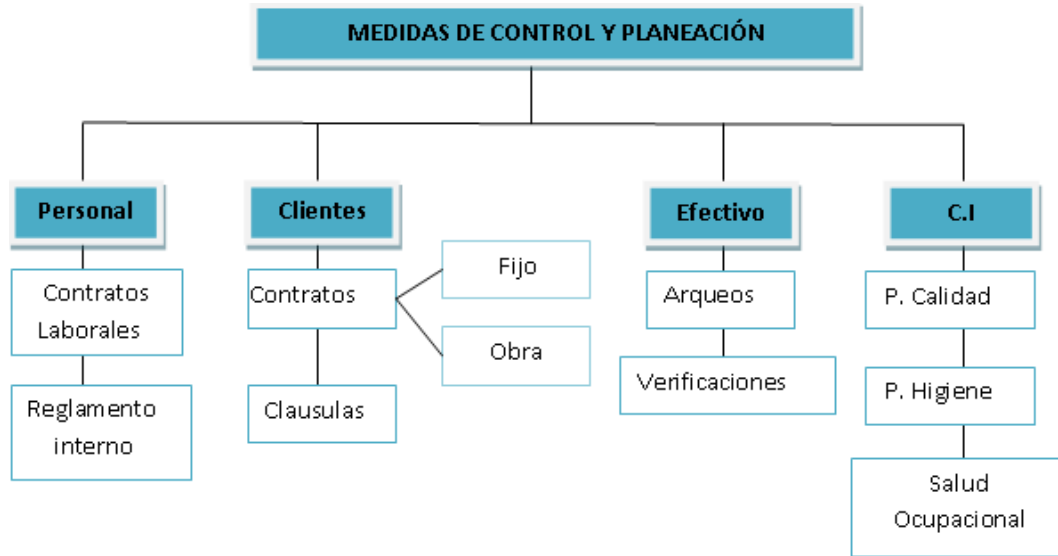 MEDIDAS DE CONTROL Y PLANEACIÓN
Personal
Contratos
Laborales
Reglamento
interno
Clientes
Contratos
Fijo
Obra
Clausulas
Efectivo
Arqueos
Verificaciones
C.I
P. Calidad
P. Higiene
Salud
Ocupacional